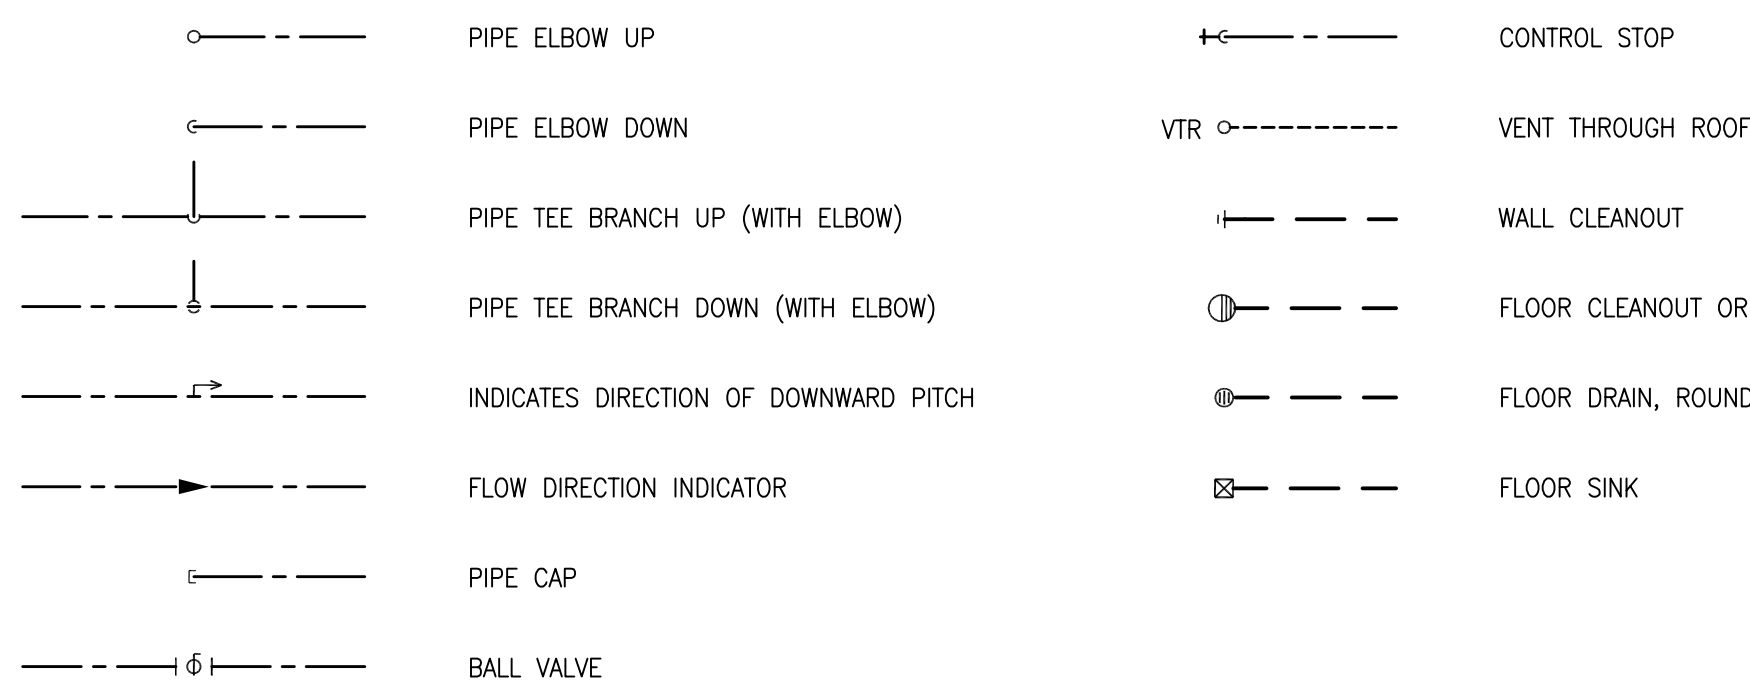 PIPE ELBOW UP
PIPE ELBOW DOWN
PIPE TEE BRANCH UP (WITH ELBOW)
PIPE TEE BRANCH DOWN (WITH ELBOW)
INDICATES DIRECTION OF DOWNWARD PITCH
FLOW DIRECTION INDICATOR
PIPE CAP
BALL VALVE
CONTROL STOP
VTR VENT THROUGH ROOF
WALL CLEANOUT
FLOOR CLEANOUT OR
FLOOR DRAIN, ROUND
FLOOR SINK